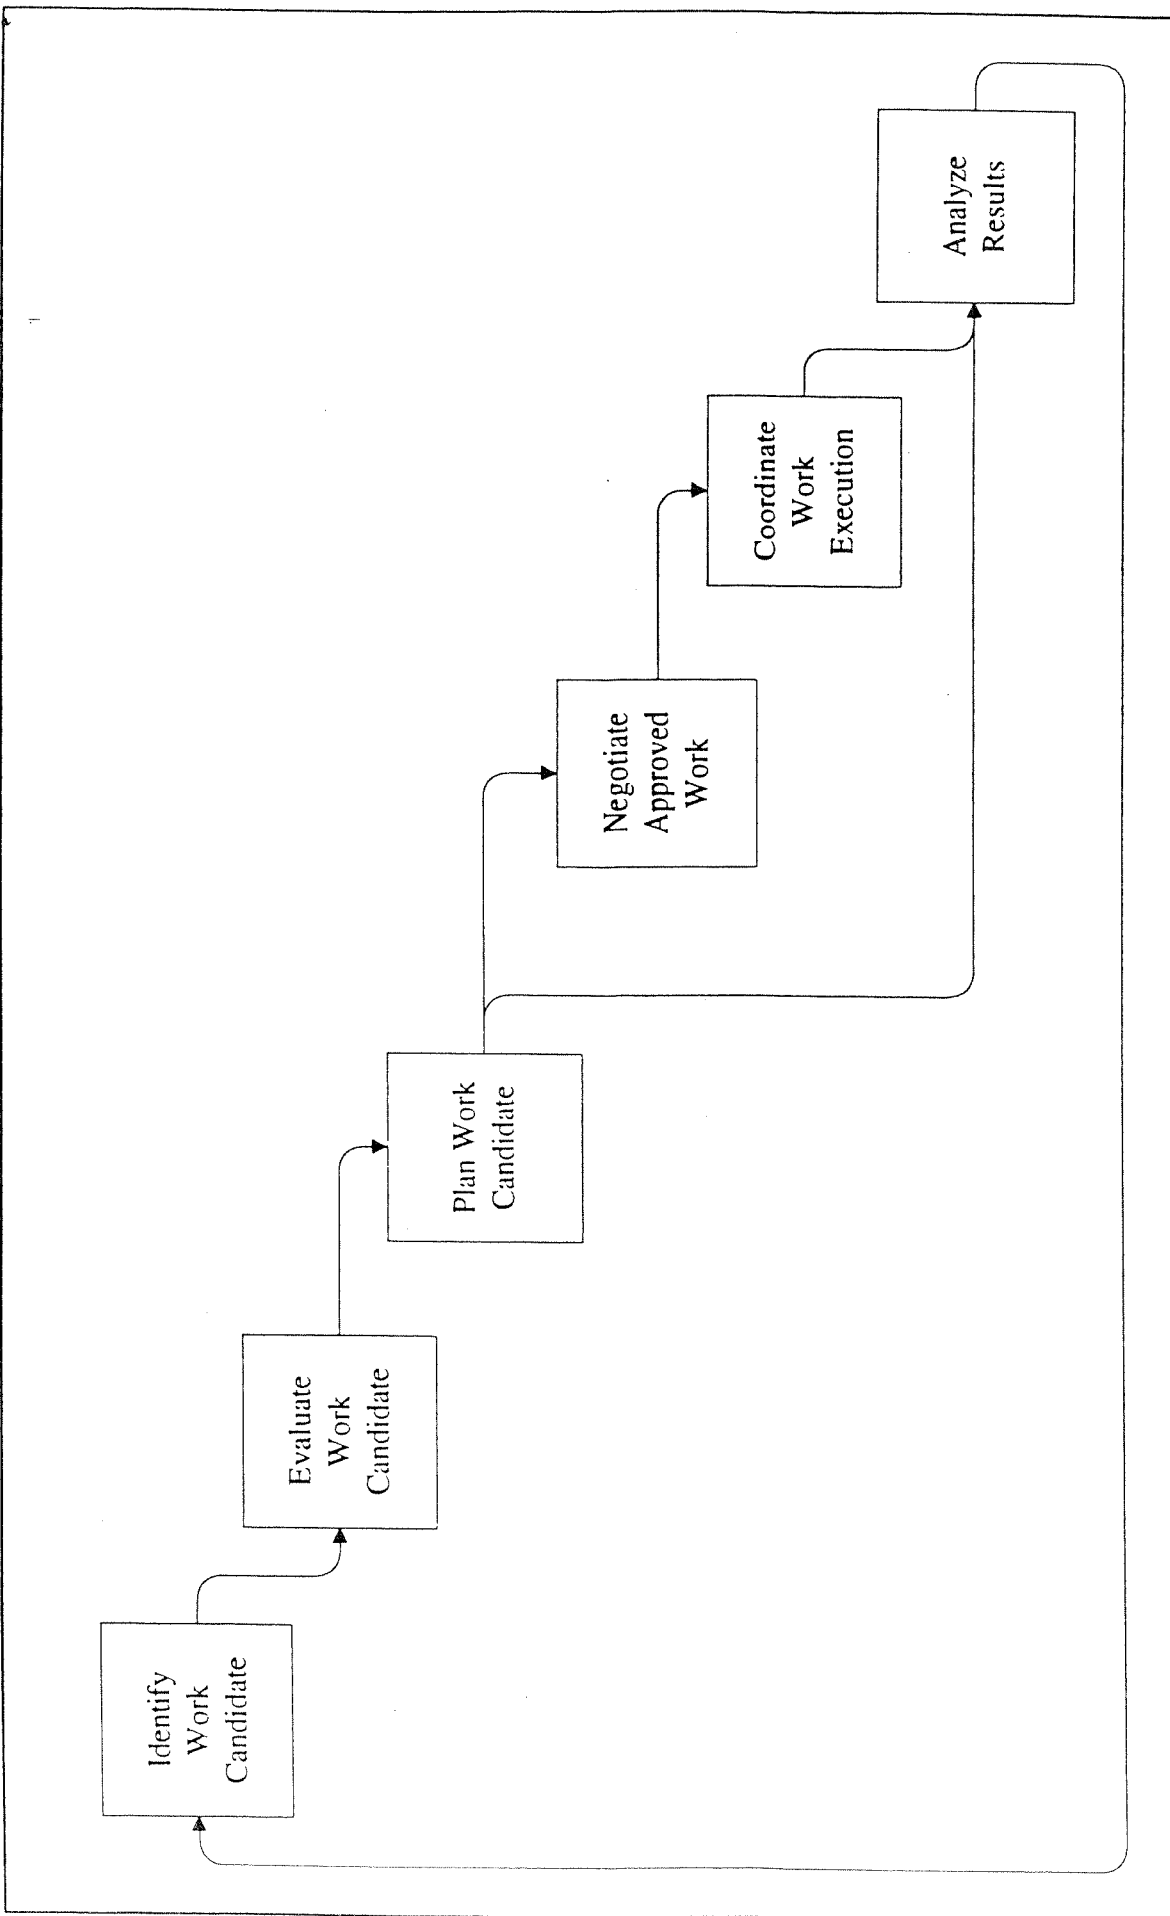 Identify
Work
Candidate
Evaluate
Work
Candidate
Plan Work
Candidate
Negotiate
Approved
Work
Coordinate
Work
Execution
Analyze
Results